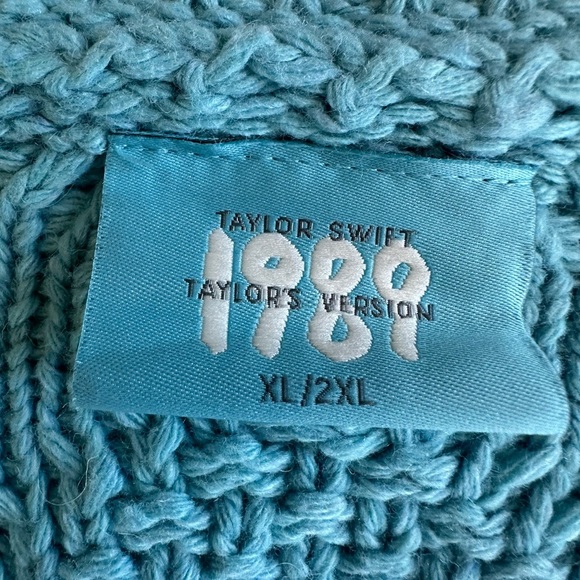 TAYLOR SWIFT
1989
TAYLOR'S VERSION
XL/2XL